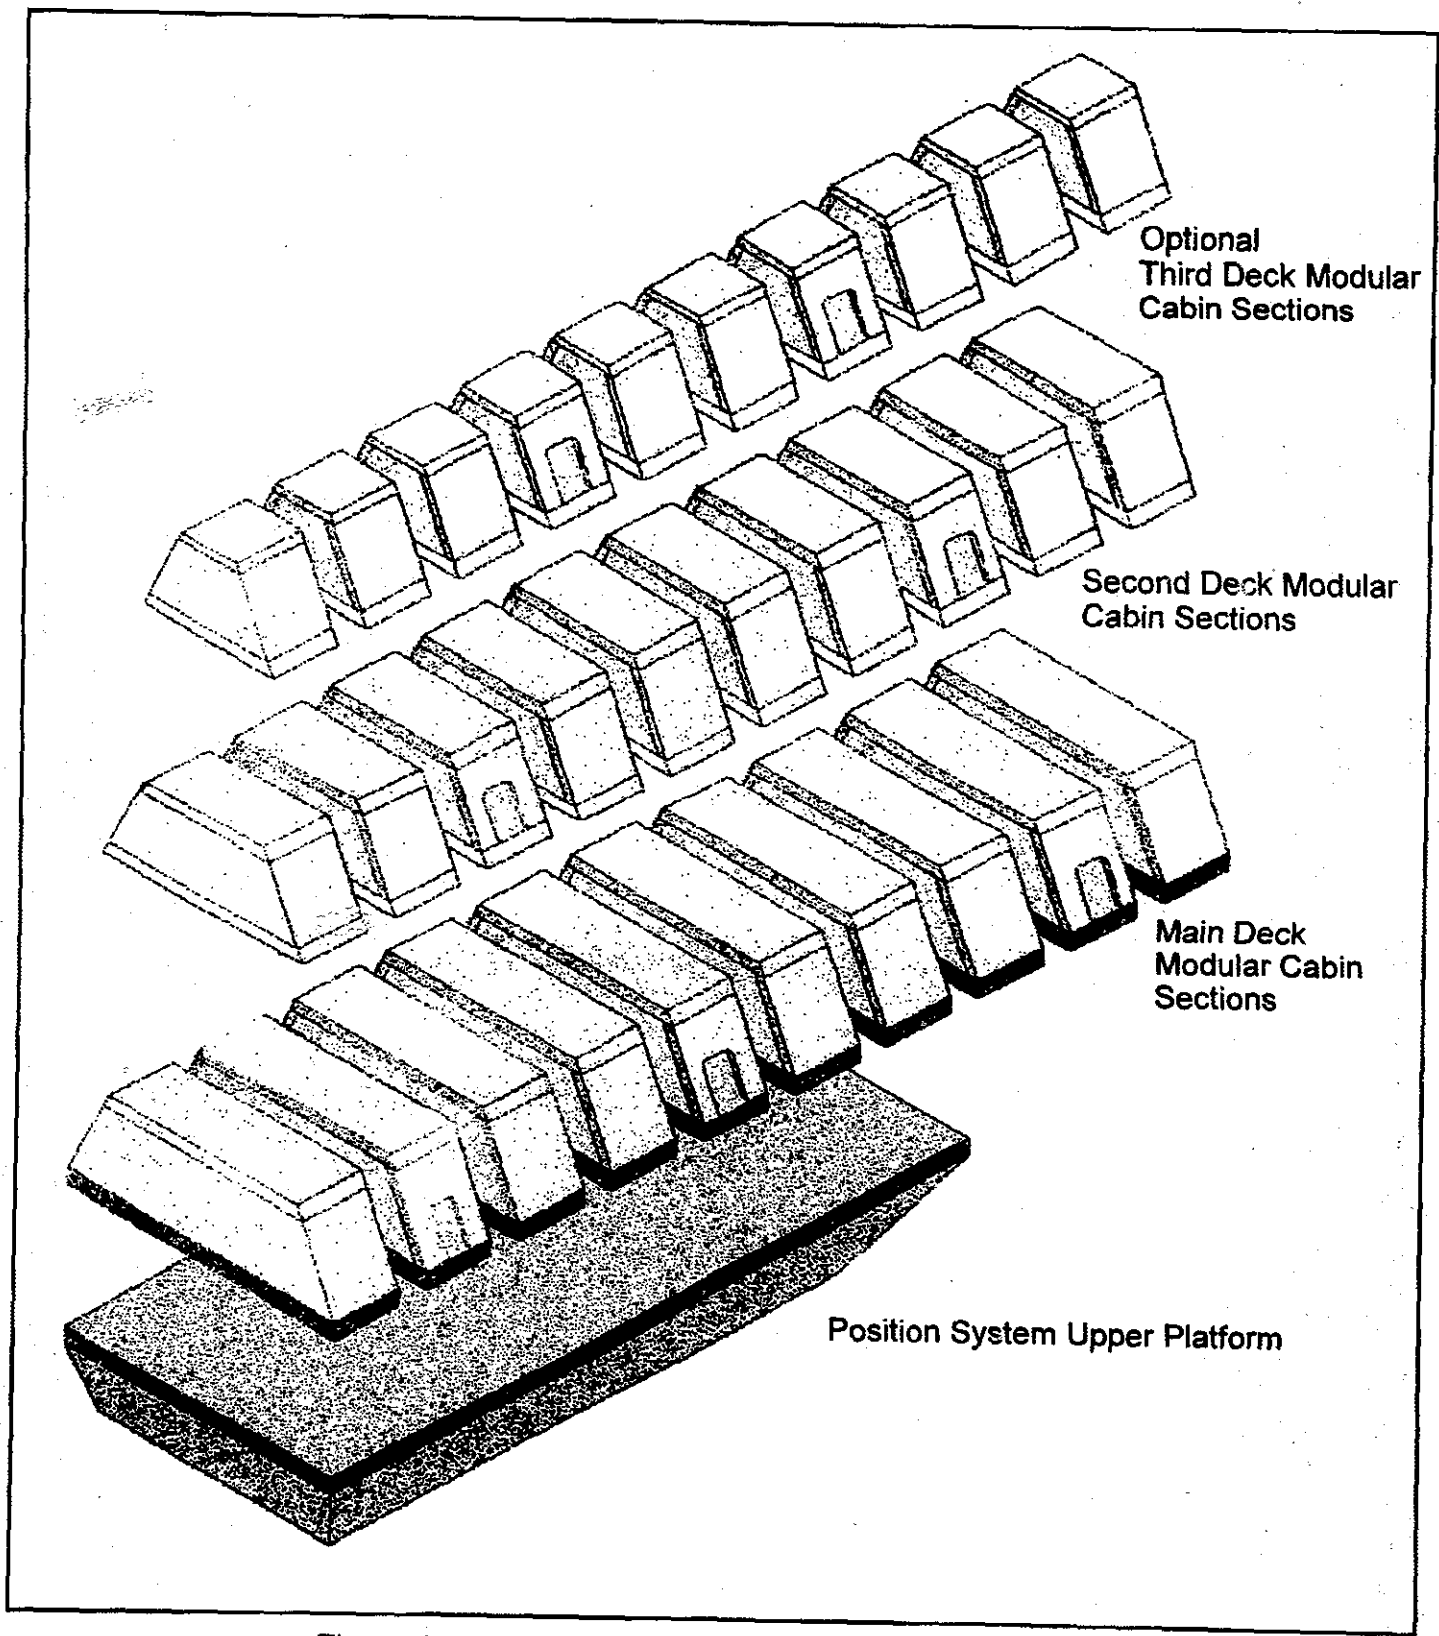 Optional
Third Deck Modular
Cabin Sections
Second Deck Modular
Cabin Sections
Main Deck
Modular Cabin
Sections
Position System Upper Platform